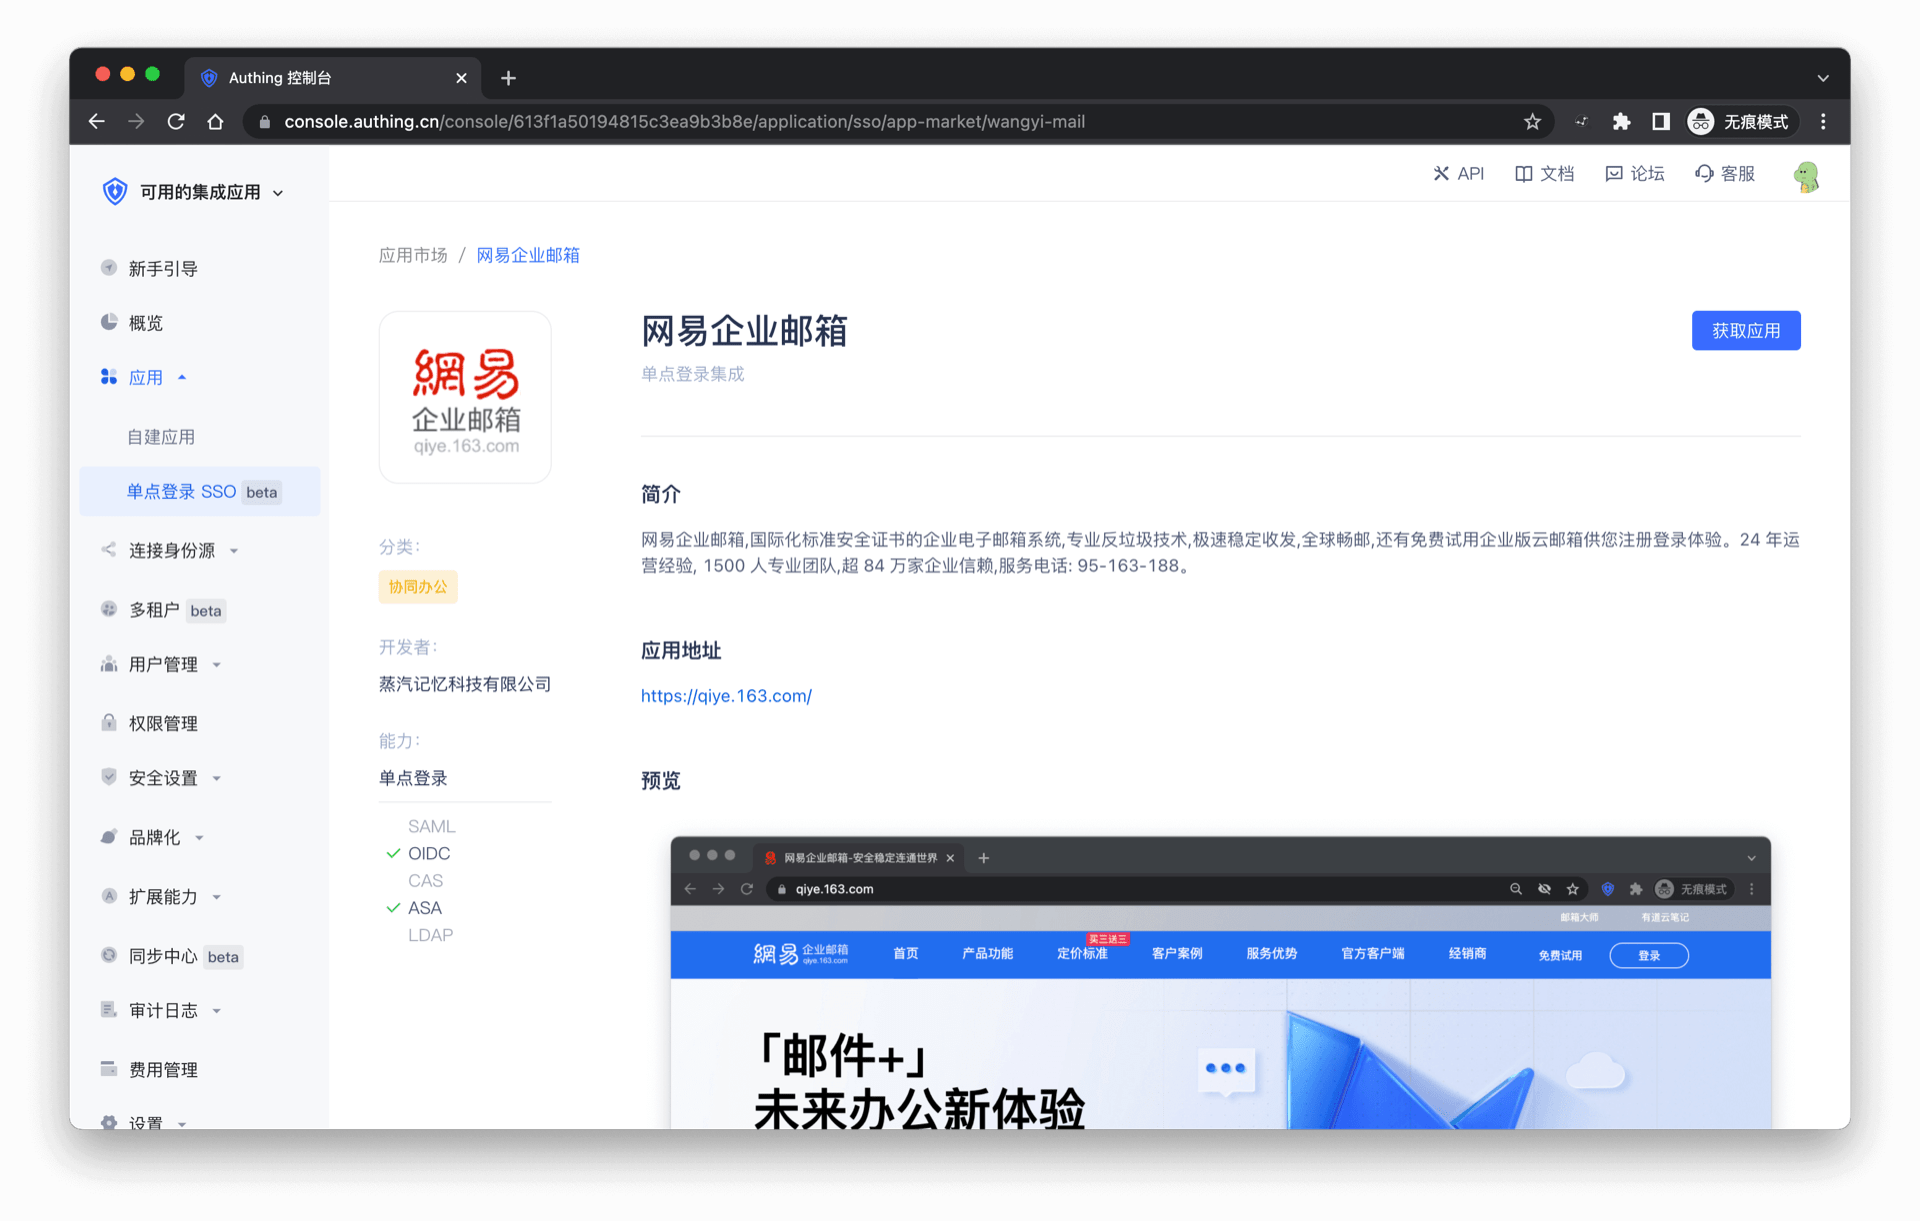 Authing 控制台
console.authing.cn/console/613f1a50194815c3ea9b3b8e/application/sso/app-market/wangyi-mail
无痕模式
可用的集成应用
API 文档 论坛 客服
新手引导
概览
应用
自建应用
单点登录 SSO beta
连接身份源
多租户 beta
用户管理
权限管理
安全设置
品牌化
扩展能力
同步中心 beta
审计日志
费用管理
设置
应用市场 / 网易企业邮箱
網易
企业邮箱
qiye.163.com
分类:
协同办公
开发者:
蒸汽记忆科技有限公司
能力:
单点登录
SAML
OIDC
CAS
ASA
LDAP
网易企业邮箱
获取应用
单点登录集成
简介
网易企业邮箱,国际化标准安全证书的企业电子邮箱系统,专业反垃圾技术,极速稳定收发,全球畅邮,还有免费试用企业版云邮箱供您注册登录体验。24 年运
营经验, 1500 人专业团队,超 84 万家企业信赖,服务电话: 95-163-188。
应用地址
https://qiye.163.com/
预览
网易企业邮箱-安全稳定连通世界
qiye.163.com
无痕模式
邮箱大师 有道云笔记
買三送三
網易 企业邮箱 qiye.163.com 首页 产品功能 定价标准 客户案例 服务优势 官方客户端 经销商 免费试用 登录
「邮件+」
未来办公新体验